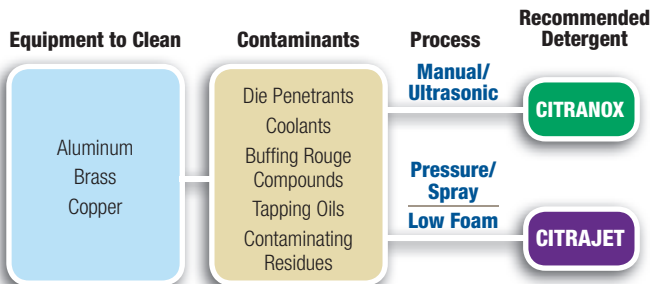 Equipment to Clean
Contaminants
Process
Recommended
Detergent
Aluminum
Brass
Copper
Die Penetrants
Coolants
Buffing Rouge
Compounds
Tapping Oils
Contaminating
Residues
Manual/
Ultrasonic
CITRANOX
Pressure/
Spray
Low Foam
CITRAJET